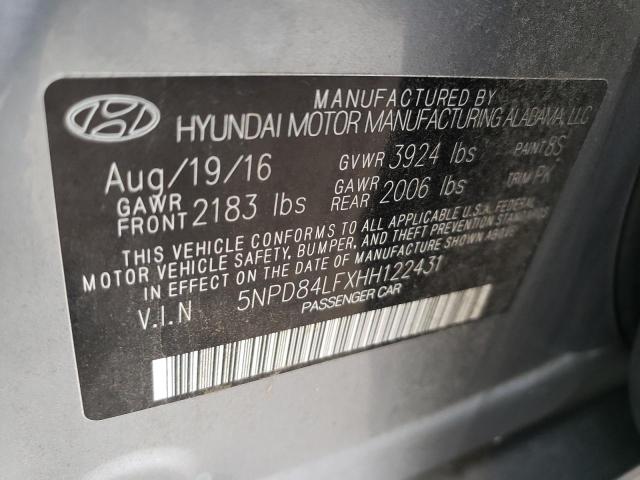 MANUFACTURED BY
HYUNDAI MOTOR MANUFACTURING ALABAMA, LLC
Aug/19/16 GVWR 3924 lbs PAINT 8S
GAWR FRONT 2183 lbs GAWR REAR 2006 lbs TRIM PK
THIS VEHICLE CONFORMS TO ALL APPLICABLE U.S.A. FEDERAL
MOTOR VEHICLE SAFETY, BUMPER, AND THEFT PREVENTION STANDARDS
IN EFFECT ON THE DATE OF MANUFACTURE SHOWN ABOVE.
V.I.N 5NPD84LFXHH122431
PASSENGER CAR